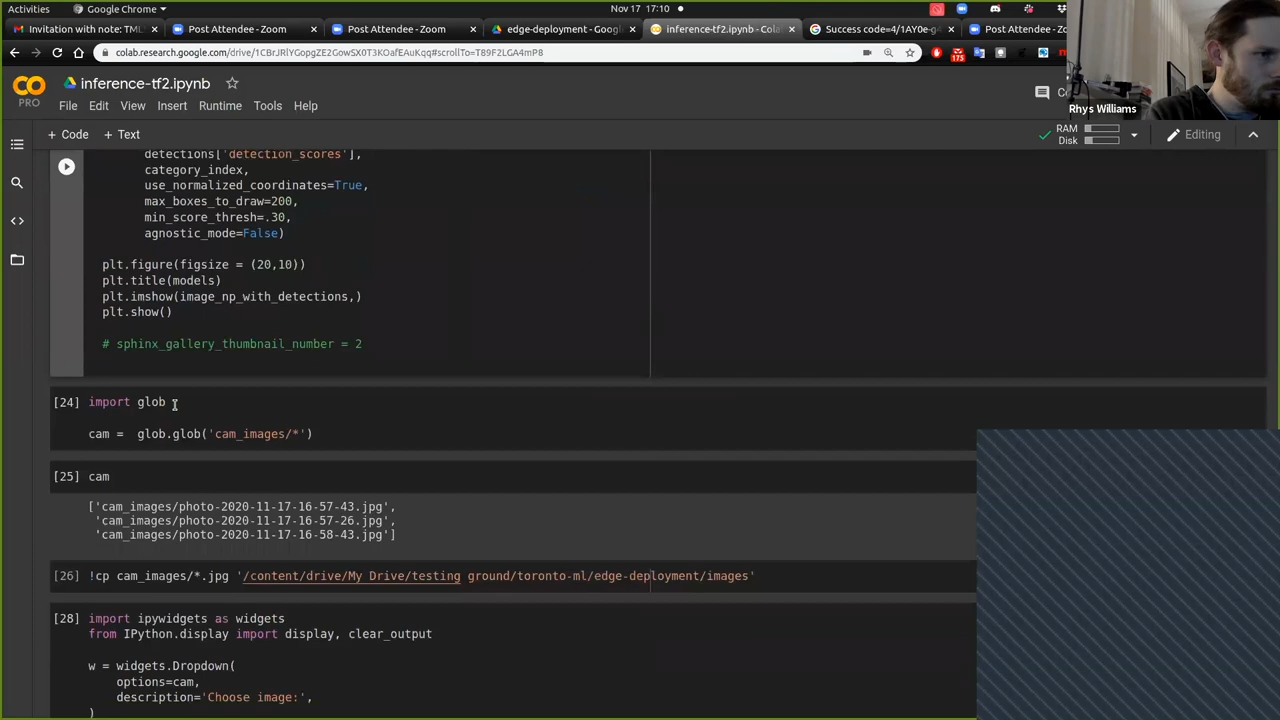 Activities
Google Chrome
Nov 17 17:10
Invitation with note: TML
Post Attendee - Zoom
Post Attendee - Zoom
edge-deployment - Google
inference-tf2.ipynb - Colab
Success code=4/1AY0e-g4
Post Attendee - Zoom
colab.research.google.com/drive/1CBrJRlYGopgZE2GowSX0T3KOafEAuKqq#scrollTo=T89F2LGA4mP8
175
inference-tf2.ipynb
PRO
File Edit View Insert Runtime Tools Help
Rhys Williams
+ Code + Text
RAM
Disk
Editing
detections['detection_scores'],
category_index,
use_normalized_coordinates=True,
max_boxes_to_draw=200,
min_score_thresh=.30,
agnostic_mode=False)
plt.figure(figsize = (20,10))
plt.title(models)
plt.imshow(image_np_with_detections,)
plt.show()
# sphinx_gallery_thumbnail_number = 2
[24] import glob
cam = glob.glob('cam_images/*')
[25] cam
['cam_images/photo-2020-11-17-16-57-43.jpg',
'cam_images/photo-2020-11-17-16-57-26.jpg',
'cam_images/photo-2020-11-17-16-58-43.jpg']
[26] !cp cam_images/*.jpg '/content/drive/My Drive/testing ground/toronto-ml/edge-deployment/images'
[28] import ipywidgets as widgets
from IPython.display import display, clear_output
w = widgets.Dropdown(
options=cam,
description='Choose image:',
)